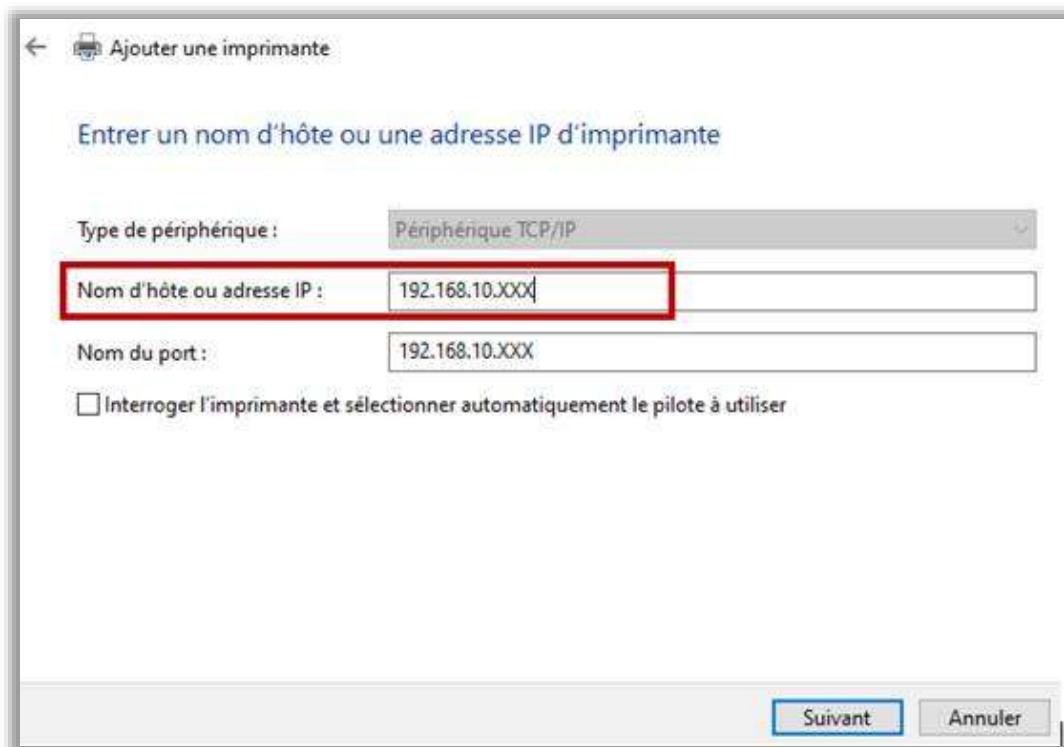 Ajouter une imprimante
Entrer un nom d'hôte ou une adresse IP d'imprimante
Type de périphérique : Périphérique TCP/IP
Nom d'hôte ou adresse IP : 192.168.10.XXX
Nom du port : 192.168.10.XXX
Interroger l'imprimante et sélectionner automatiquement le pilote à utiliser
Suivant Annuler